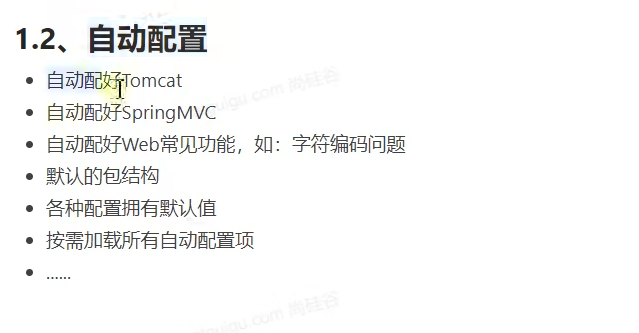 1.2、自动配置
• 自动配好Tomcat
• 自动配好SpringMVC
• 自动配好Web常见功能，如：字符编码问题
• 默认的包结构
• 各种配置拥有默认值
• 按需加载所有自动配置项
• ......